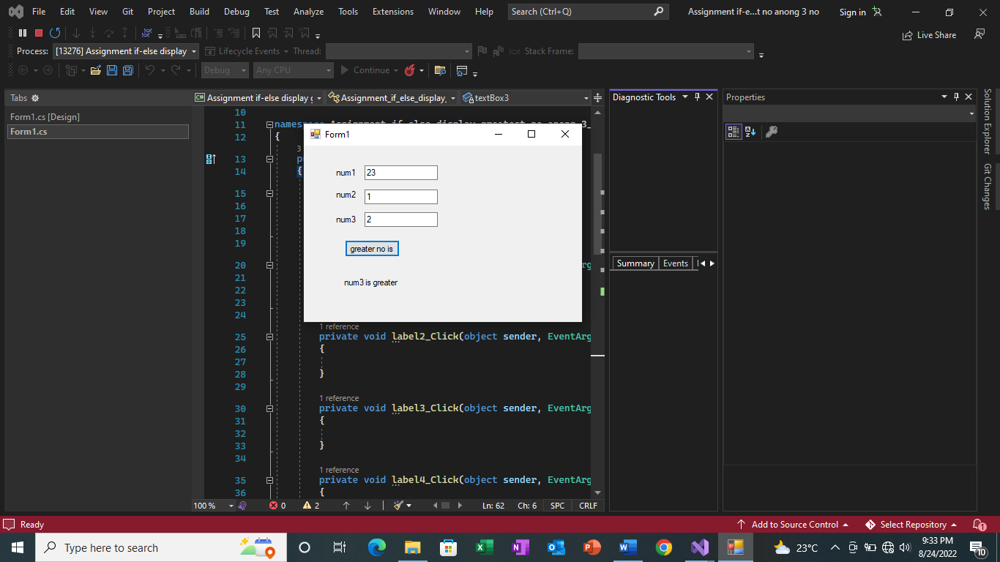 File Edit View Git Project Build Debug Test Analyze Tools Extensions Window Help Search (Ctrl+Q) Assignment if-e...t no anong 3 no Sign in
Live Share
Process: [13276] Assignment if-else display Lifecycle Events Thread: Stack Frame:
Debug Any CPU Continue
Tabs Assignment if-else display g Assignment_if_else_display. textBox3 Diagnostic Tools Properties
Form1.cs [Design]
Form1.cs
Solution Explorer
Git Changes
10
11 namespace Assignment_if_else_display_greatest_no_anong_3_
12 {
3
13 p
14 {
15
16
17
18
19
20
21
22
23
24
Form1
num1 23
num2 1
num3 2
greater no is
num3 is greater
Summary Events
1 reference
25 private void label2_Click(object sender, EventArg
26 {
27
28 }
29
1 reference
30 private void label3_Click(object sender, EventArg
31 {
32
33 }
34
1 reference
35 private void label4_Click(object sender, EventArg
36 {
100 % 0 2 Ln: 62 Ch: 6 SPC CRLF
Ready Add to Source Control Select Repository 1
Type here to search 23°C 9:33 PM
8/24/2022 10